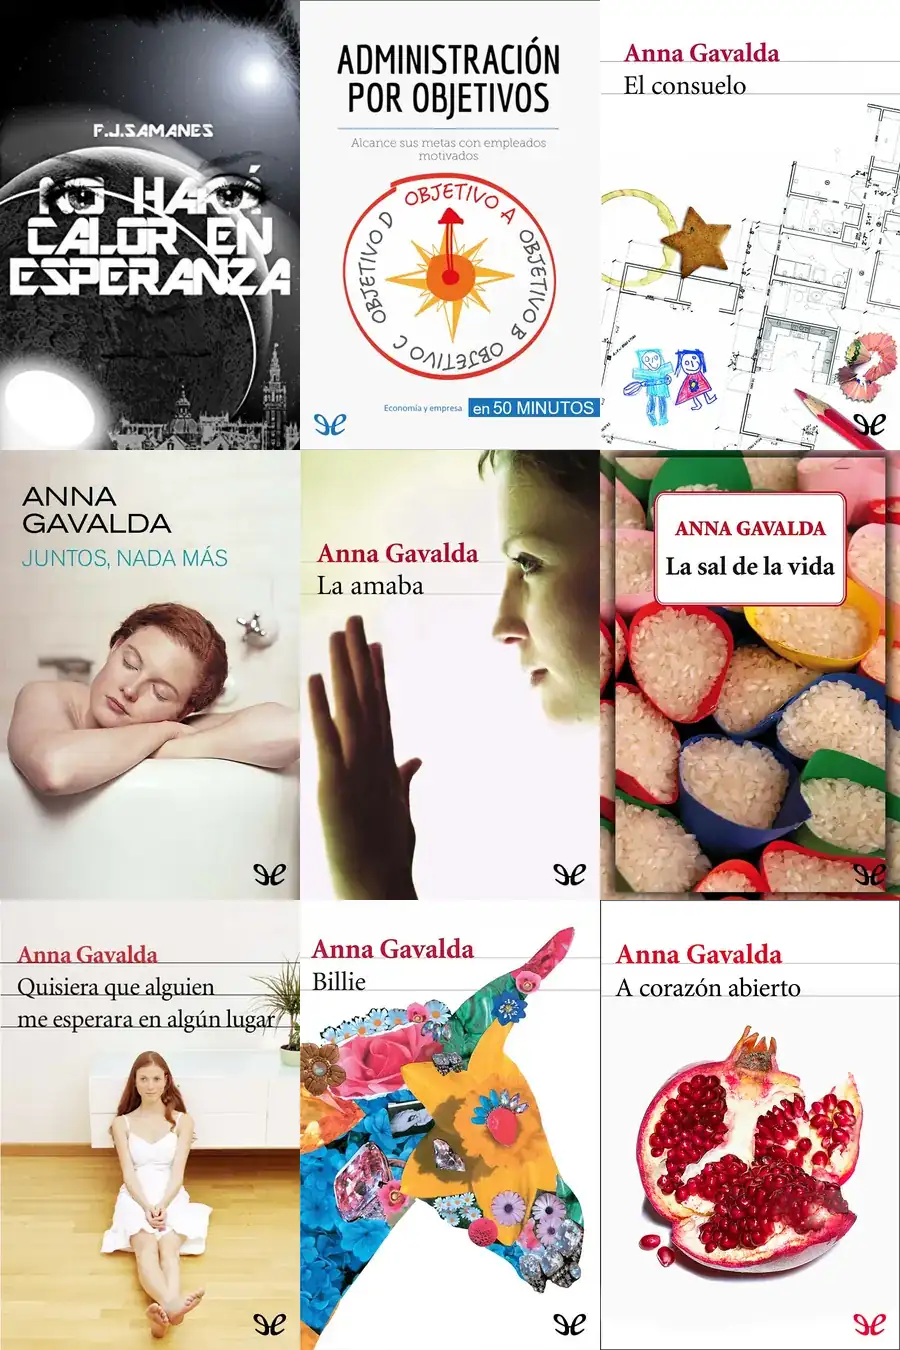 F.J.SAMANES
NO HARÁ
CALOR EN
ESPERANZA
ADMINISTRACIÓN
POR OBJETIVOS
Alcance sus metas con empleados
motivados
OBJETIVO A
OBJETIVO B
OBJETIVO C
OBJETIVO D
Economía y empresa
en 50 MINUTOS
Anna Gavalda
El consuelo
ANNA
GAVALDA
JUNTOS, NADA MÁS
Anna Gavalda
La amaba
ANNA GAVALDA
La sal de la vida
Anna Gavalda
Quisiera que alguien
me esperara en algún lugar
Anna Gavalda
Billie
Anna Gavalda
A corazón abierto